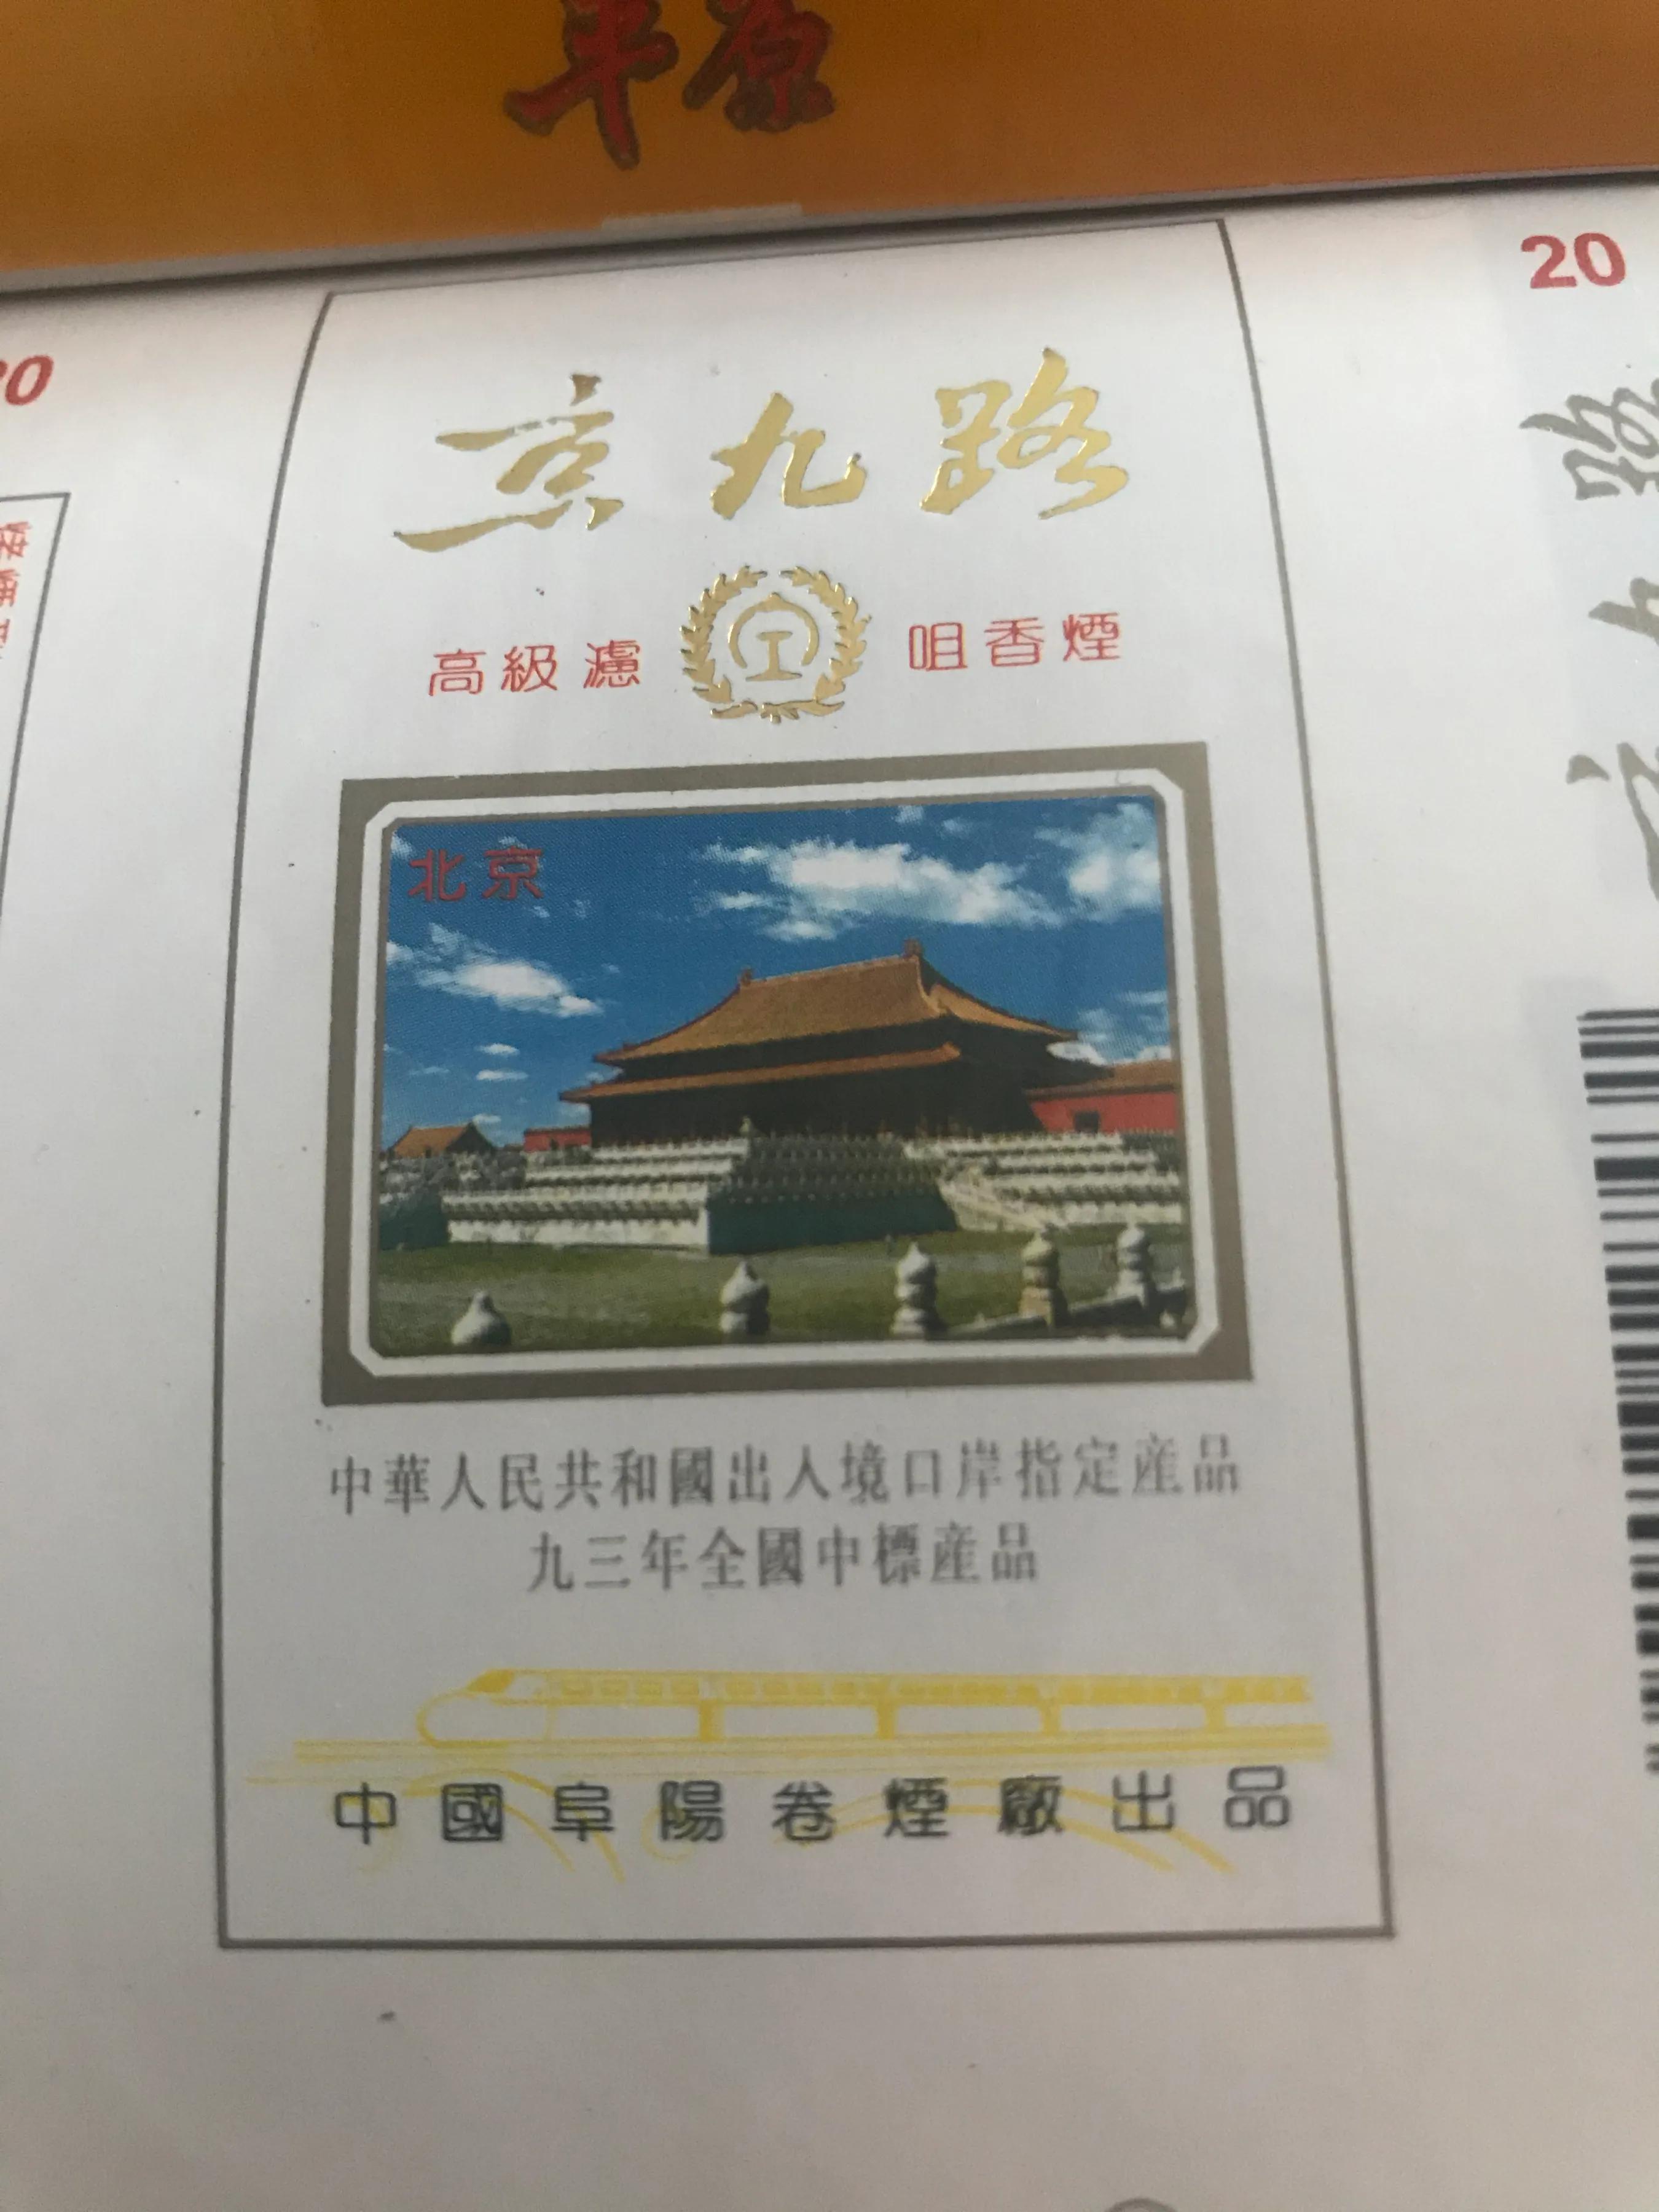 平原
20
京九路
高級濾 咀香煙
北京
中華人民共和國出入境口岸指定產品
九三年全國中標產品
中國阜陽卷煙廠出品